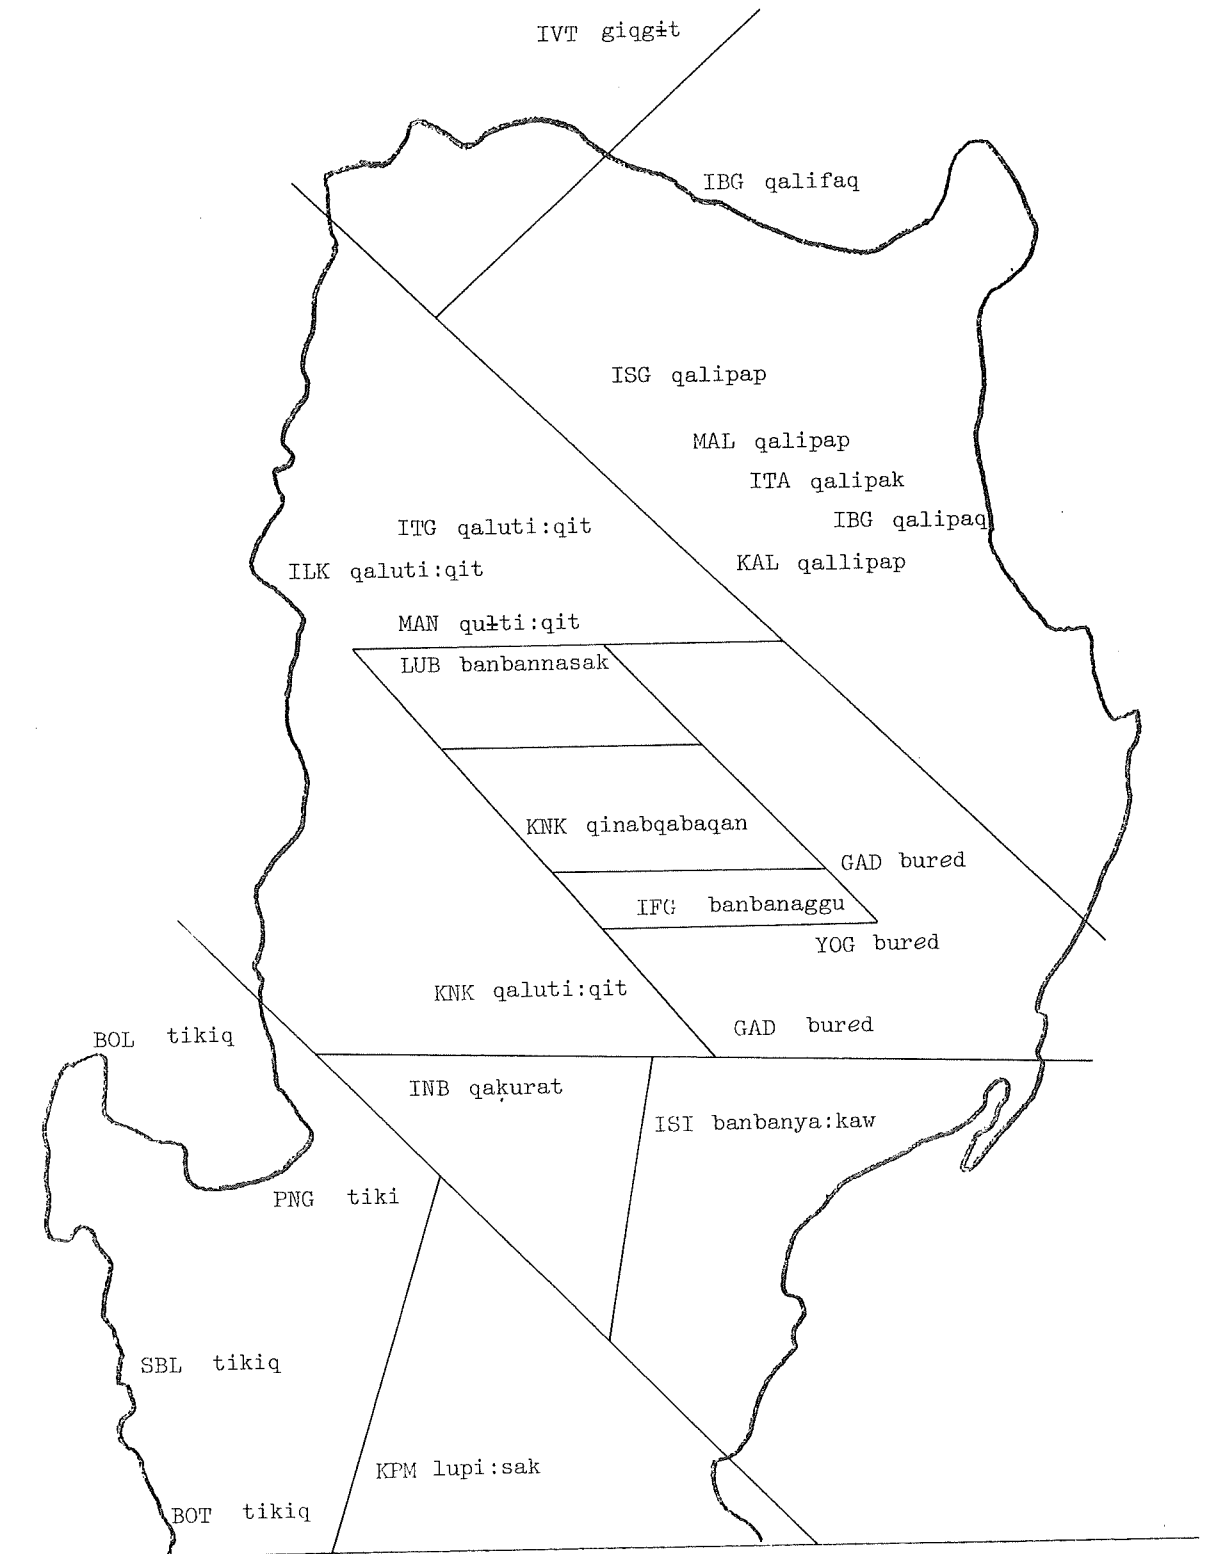 IVT giqgɨt
IBG qalifaq
ISG qalipap
MAL qalipap
ITA qalipak
IBG qalipaq
ITG qaluti:qit
KAL qallipap
ILK qaluti:qit
MAN quɨti:qit
LUB banbannasak
KNK qinabqabaqan
GAD bured
IFG banbanaggu
YOG bured
KNK qaluti:qit
GAD bured
BOL tikiq
INB qaḳurat
ISI banbanya:kaw
PNG tiki
SBL tikiq
KPM lupi:sak
BOT tikiq